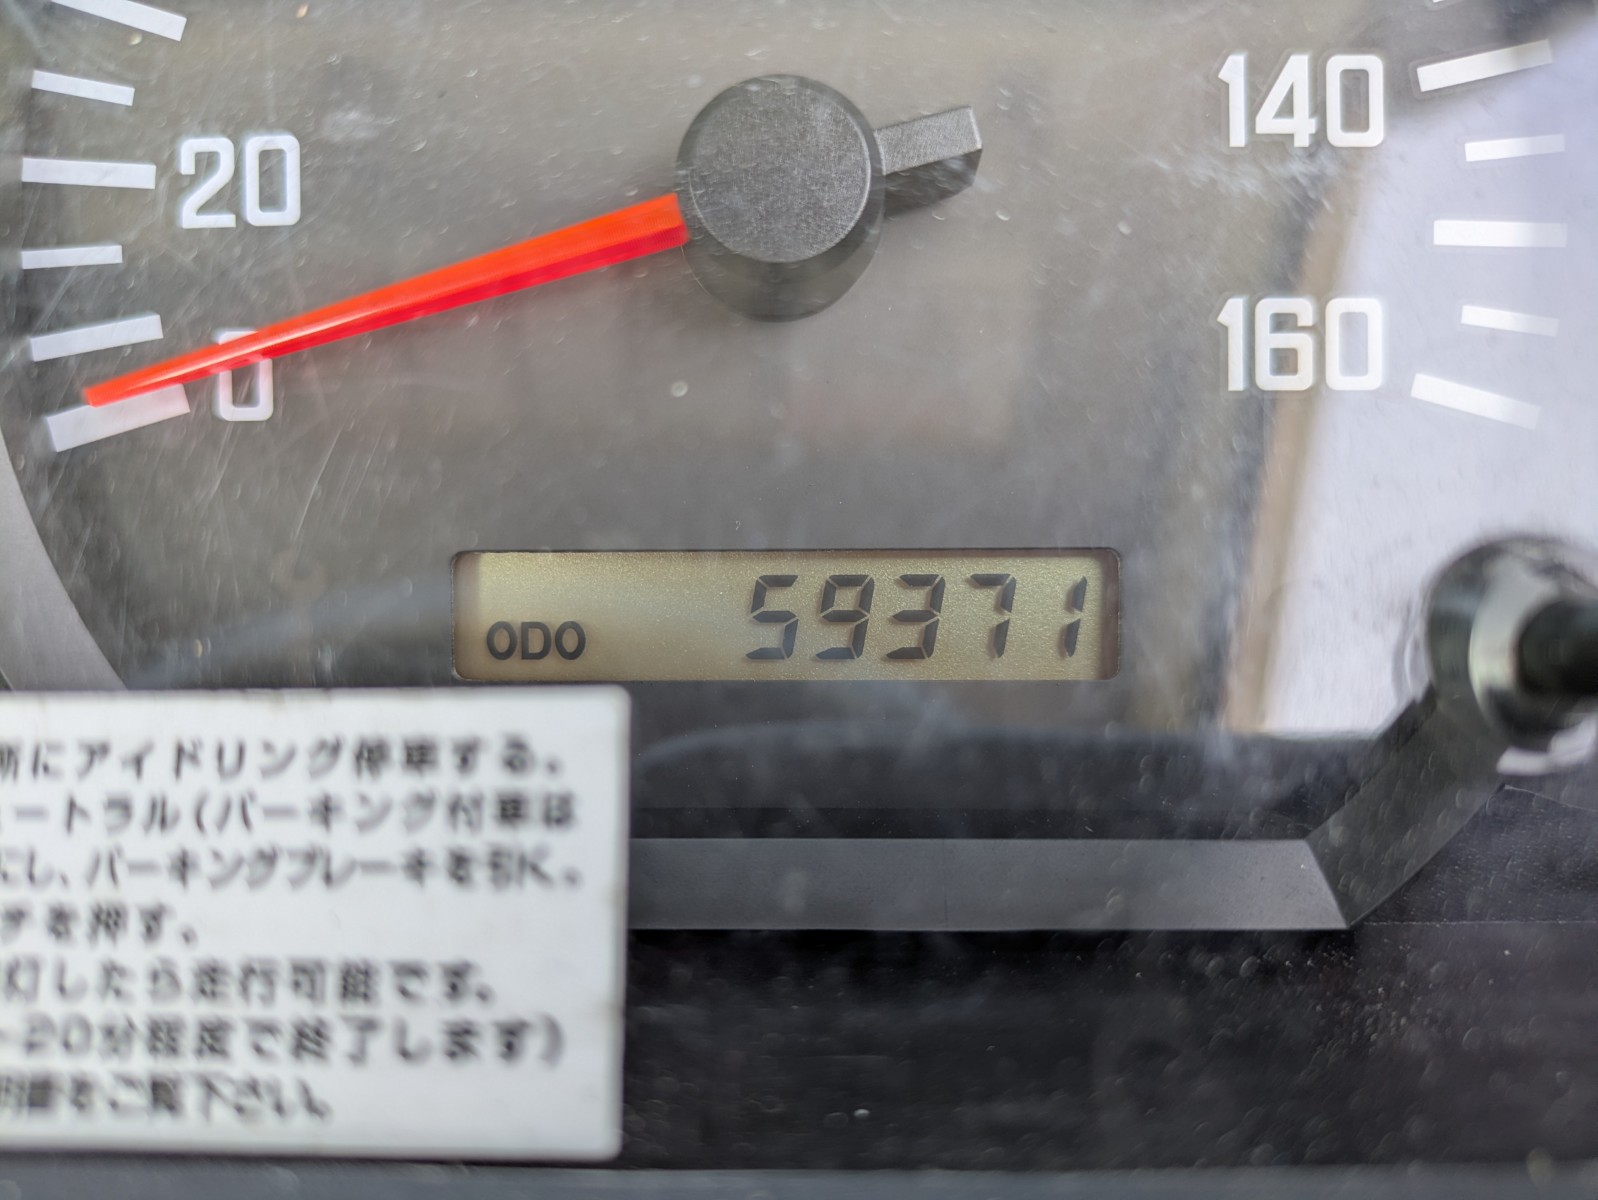 20
140
0
160
ODO 59371
所にアイドリング停車する。
ュートラル(パーキング付車は
にし、パーキングブレーキを引く。
チを押す。
灯したら走行可能です。
20分程度で終了します)
明書をご覧下さい。